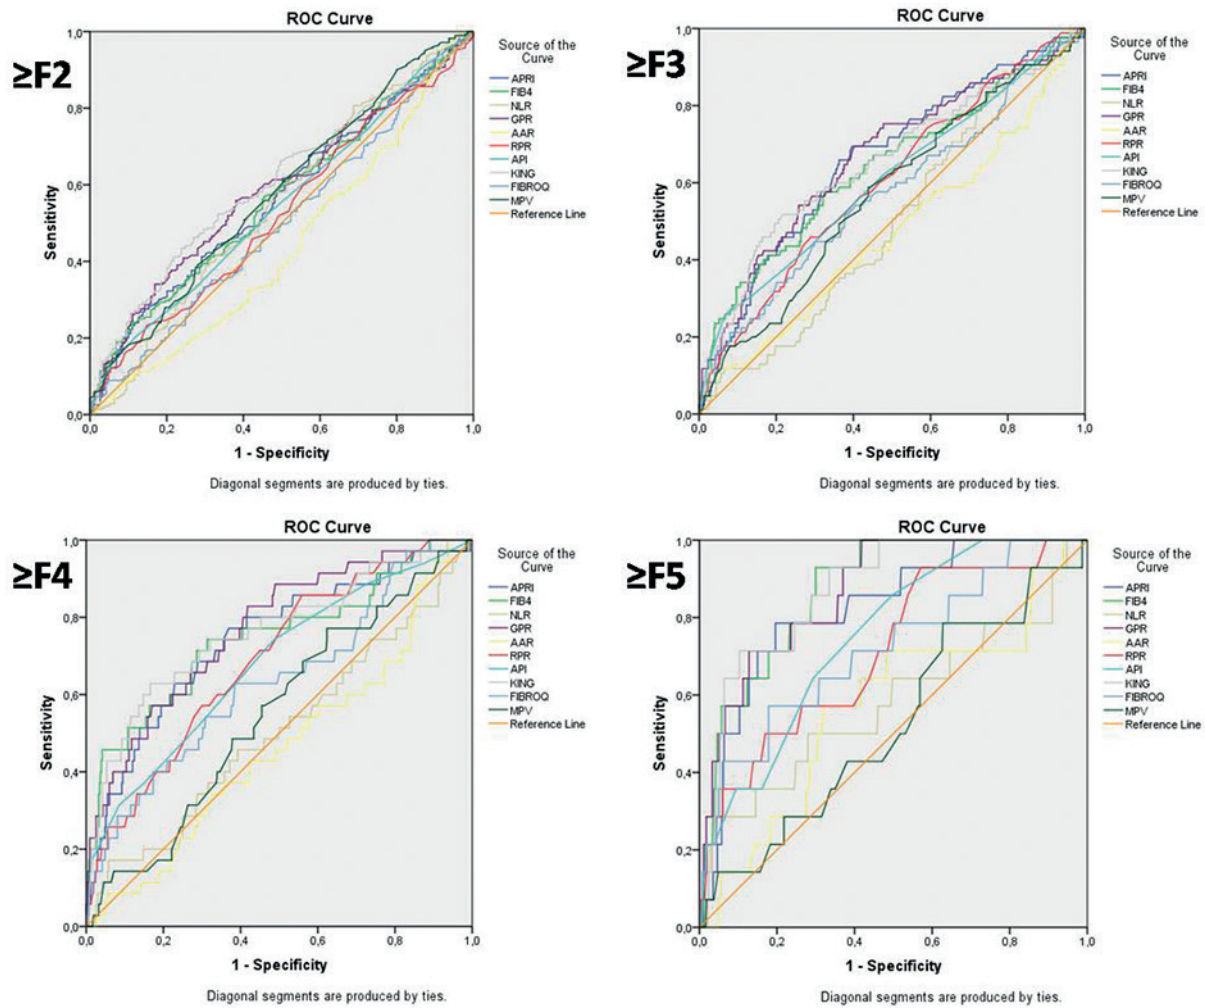 ≥F2
ROC Curve
Sensitivity
1,0
0,8
0,6
0,4
0,2
0,0
0,0 0,2 0,4 0,6 0,8 1,0
1 - Specificity
Diagonal segments are produced by ties.
Source of the
Curve
APRI
FIB4
NLR
GPR
AAR
RPR
API
KING
FIBROQ
MPV
Reference Line
≥F3
ROC Curve
Sensitivity
1,0
0,8
0,6
0,4
0,2
0,0
0,0 0,2 0,4 0,6 0,8 1,0
1 - Specificity
Diagonal segments are produced by ties.
Source of the
Curve
APRI
FIB4
NLR
GPR
AAR
RPR
API
KING
FIBROQ
MPV
Reference Line
≥F4
ROC Curve
Sensitivity
1,0
0,8
0,6
0,4
0,2
0,0
0,0 0,2 0,4 0,6 0,8 1,0
1 - Specificity
Diagonal segments are produced by ties.
Source of the
Curve
APRI
FIB4
NLR
GPR
AAR
RPR
API
KING
FIBROQ
MPV
Reference Line
≥F5
ROC Curve
Sensitivity
1,0
0,8
0,6
0,4
0,2
0,0
0,0 0,2 0,4 0,6 0,8 1,0
1 - Specificity
Diagonal segments are produced by ties.
Source of the
Curve
APRI
FIB4
NLR
GPR
AAR
RPR
API
KING
FIBROQ
MPV
Reference Line